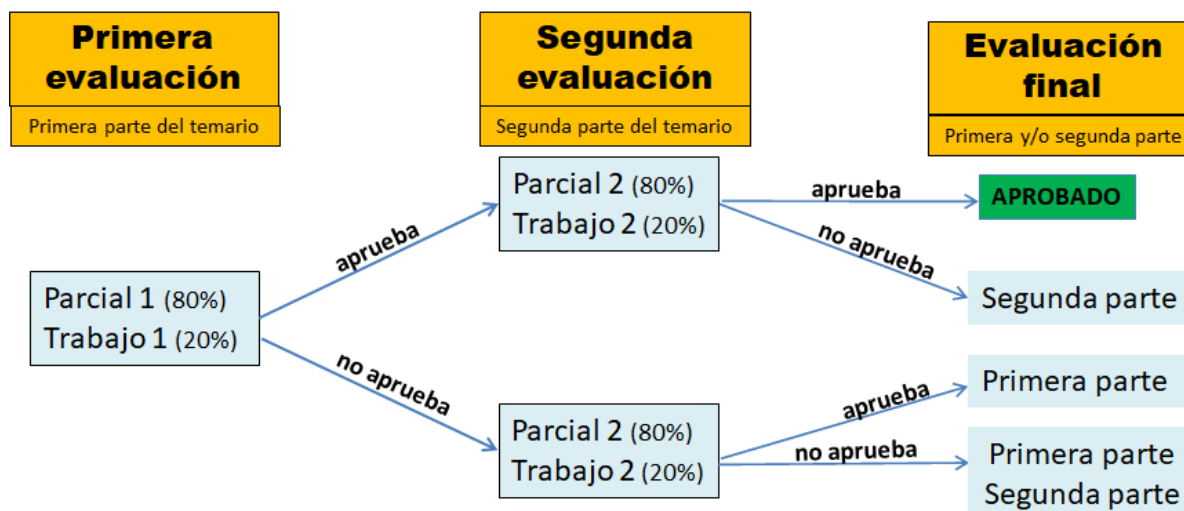 Primera
evaluación
Primera parte del temario
Segunda
evaluación
Segunda parte del temario
Evaluación
final
Primera y/o segunda parte
Parcial 1 (80%)
Trabajo 1 (20%)
aprueba
no aprueba
Parcial 2 (80%)
Trabajo 2 (20%)
aprueba
no aprueba
APROBADO
Segunda parte
Parcial 2 (80%)
Trabajo 2 (20%)
aprueba
no aprueba
Primera parte
Primera parte
Segunda parte